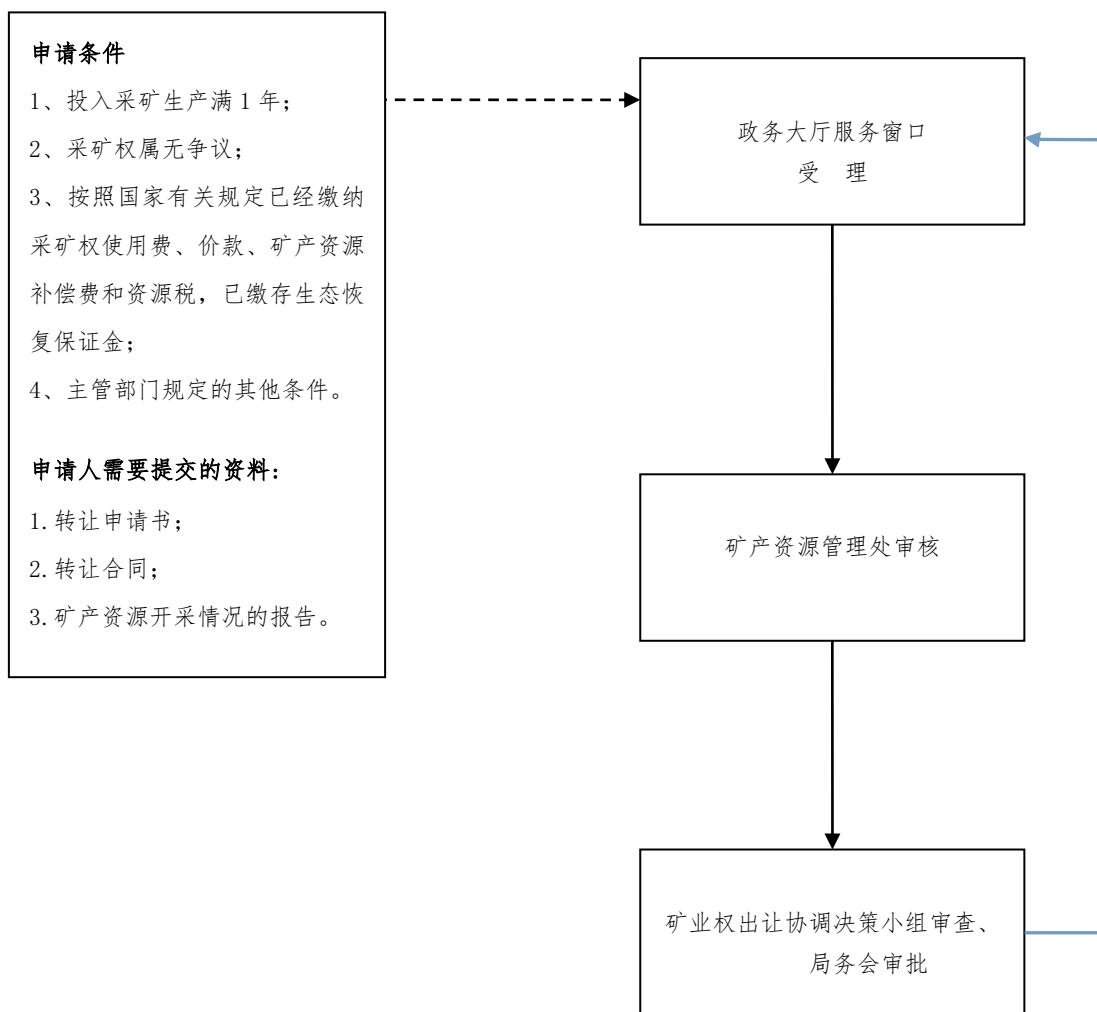 申请条件
1、投入采矿生产满1年；
2、采矿权属无争议；
3、按照国家有关规定已经缴纳
采矿权使用费、价款、矿产资源
补偿费和资源税，已缴存生态恢
复保证金；
4、主管部门规定的其他条件。
申请人需要提交的资料：
1.转让申请书；
2.转让合同；
3.矿产资源开采情况的报告。
政务大厅服务窗口
受 理
矿产资源管理处审核
矿业权出让协调决策小组审查、
局务会审批